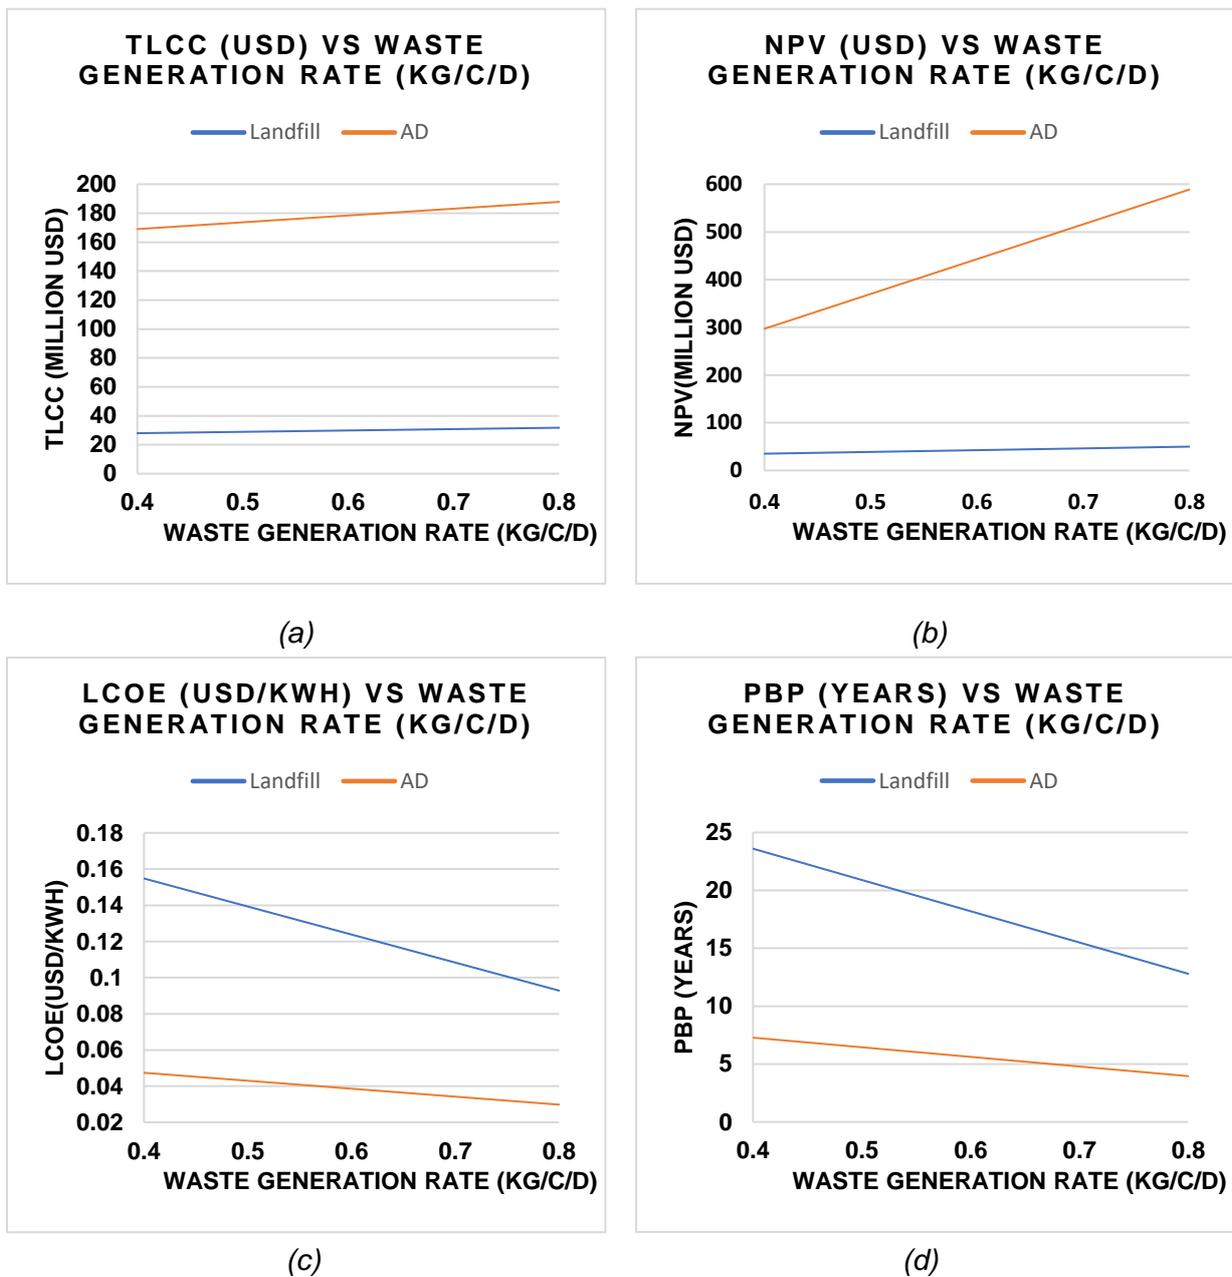 TLCC (USD) VS WASTE
GENERATION RATE (KG/C/D)
Landfill AD
TLCC (MILLION USD)
200
180
160
140
120
100
80
60
40
20
0
0.4 0.5 0.6 0.7 0.8
WASTE GENERATION RATE (KG/C/D)
(a)
NPV (USD) VS WASTE
GENERATION RATE (KG/C/D)
Landfill AD
NPV(MILLION USD)
600
500
400
300
200
100
0
0.4 0.5 0.6 0.7 0.8
WASTE GENERATION RATE (KG/C/D)
(b)
LCOE (USD/KWH) VS WASTE
GENERATION RATE (KG/C/D)
Landfill AD
LCOE(USD/KWH)
0.18
0.16
0.14
0.12
0.1
0.08
0.06
0.04
0.02
0.4 0.5 0.6 0.7 0.8
WASTE GENERATION RATE (KG/C/D)
(c)
PBP (YEARS) VS WASTE
GENERATION RATE (KG/C/D)
Landfill AD
PBP (YEARS)
25
20
15
10
5
0
0.4 0.5 0.6 0.7 0.8
WASTE GENERATION RATE (KG/C/D)
(d)